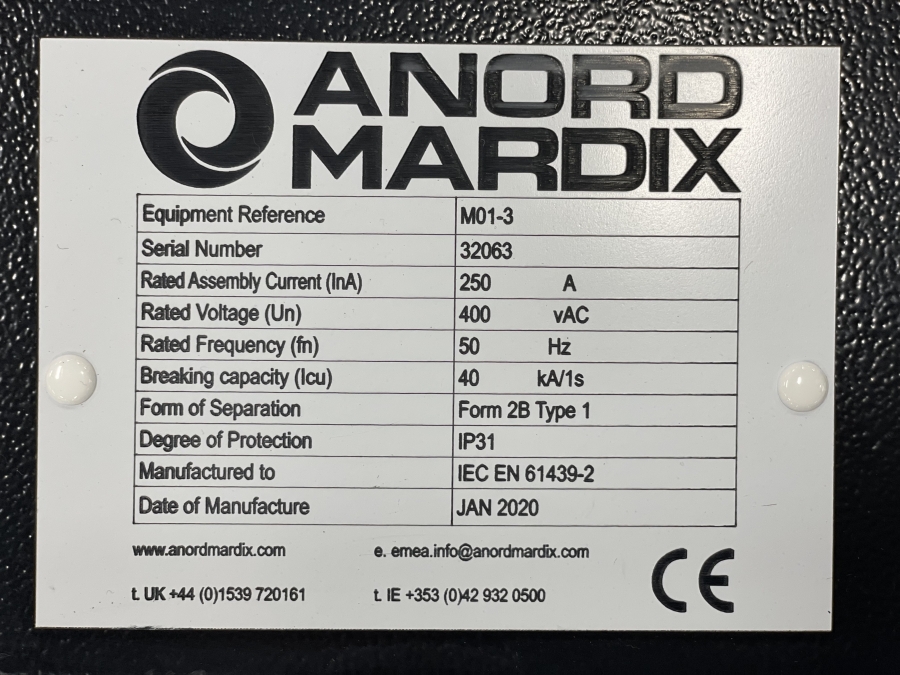 ANORD
MARDIX
Equipment Reference M01-3
Serial Number 32063
Rated Assembly Current (InA) 250 A
Rated Voltage (Un) 400 vAC
Rated Frequency (fn) 50 Hz
Breaking capacity (Icu) 40 kA/1s
Form of Separation Form 2B Type 1
Degree of Protection IP31
Manufactured to IEC EN 61439-2
Date of Manufacture JAN 2020
www.anordmardix.com e. emea.info@anordmardix.com
t. UK +44 (0)1539 720161 t. IE +353 (0)42 932 0500
CE